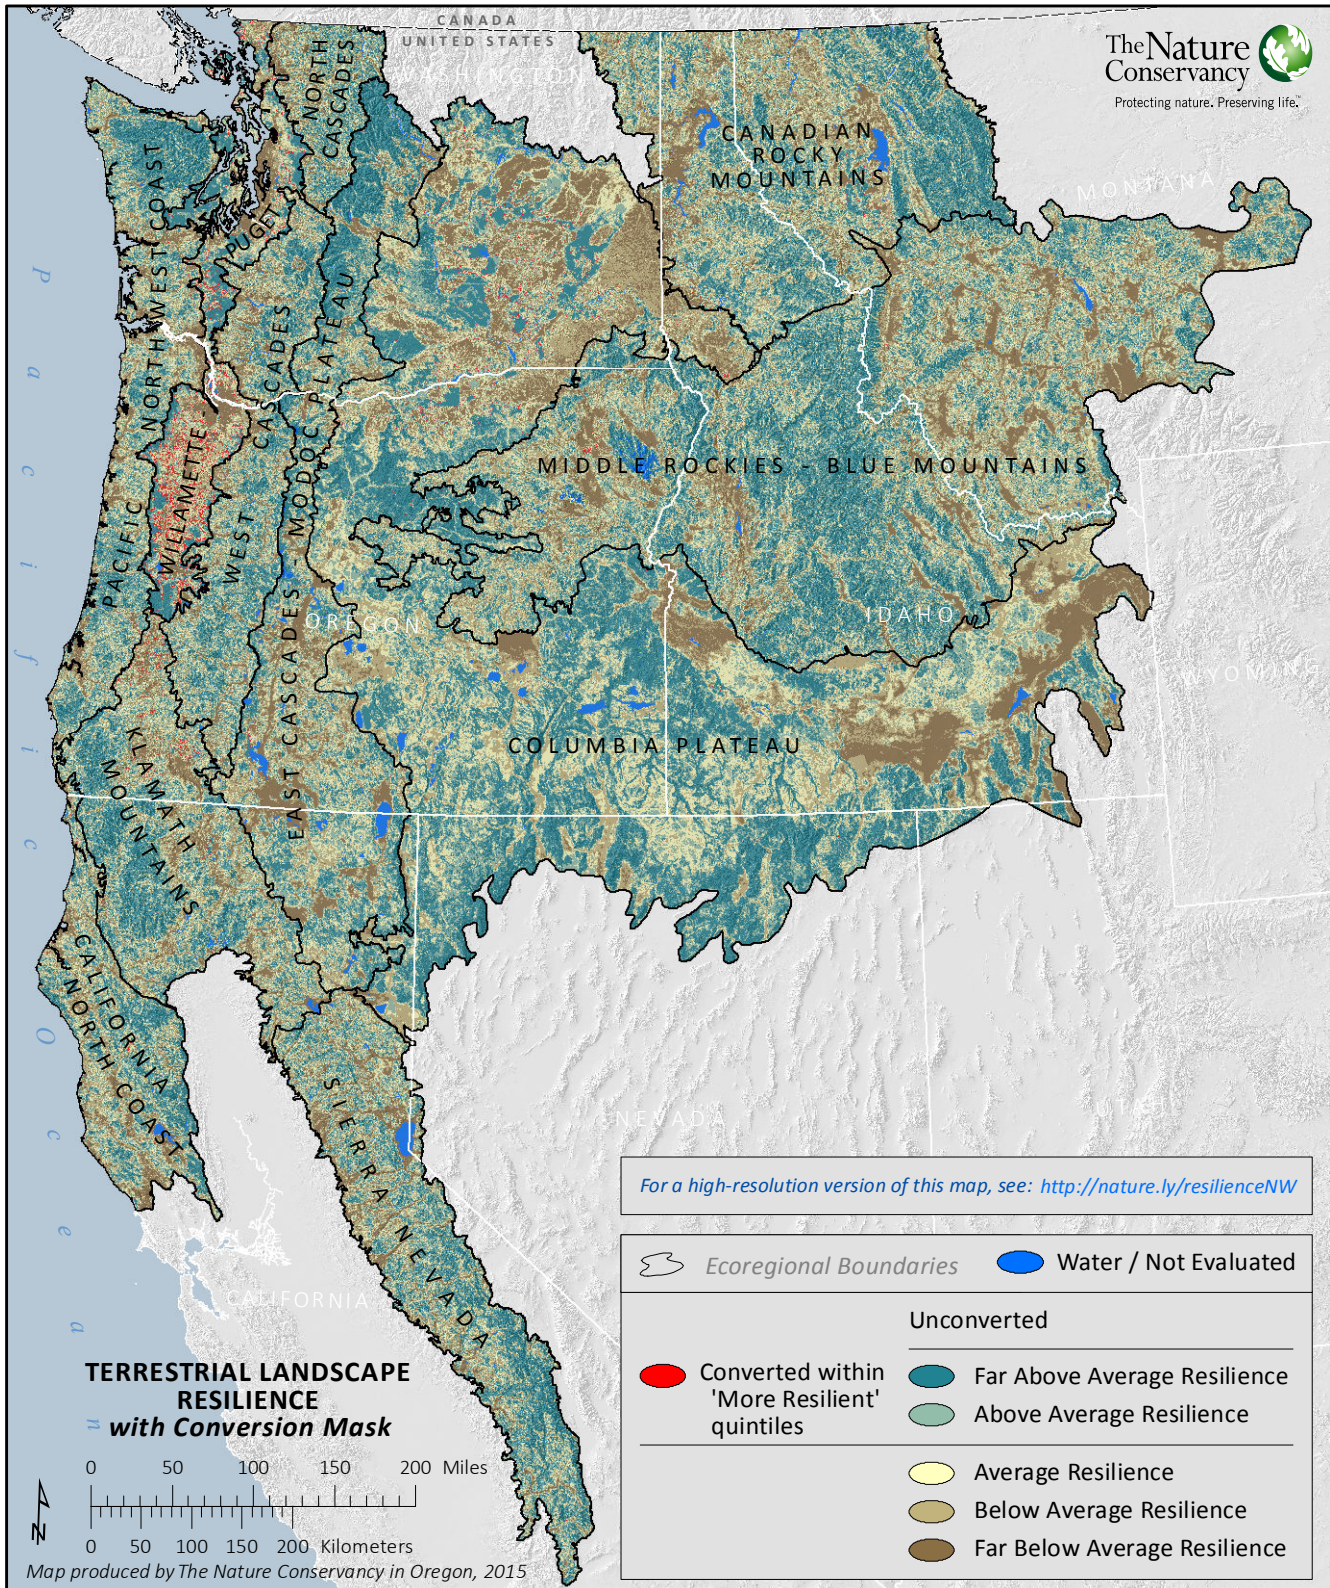 CANADA
UNITED STATES
WASHINGTON
The Nature
Conservancy
Protecting nature. Preserving life.™
NORTH
CASCADES
CANADIAN
ROCKY
MOUNTAINS
MONTANA
PUGET
PACIFIC NORTHWEST COAST
WILLAMETTE
WEST CASCADES
EAST CASCADES - MODOC PLATEAU
MIDDLE ROCKIES - BLUE MOUNTAINS
OREGON
IDAHO
WYOMING
COLUMBIA PLATEAU
KLAMATH
MOUNTAINS
CALIFORNIA
NORTH COAST
SIERRA NEVADA
NEVADA
UTAH
CALIFORNIA
Pacific Ocean
For a high-resolution version of this map, see: http://nature.ly/resilienceNW
Ecoregional Boundaries
Water / Not Evaluated
Unconverted
Converted within
'More Resilient'
quintiles
Far Above Average Resilience
Above Average Resilience
Average Resilience
Below Average Resilience
Far Below Average Resilience
TERRESTRIAL LANDSCAPE
RESILIENCE
with Conversion Mask
0 50 100 150 200 Miles
0 50 100 150 200 Kilometers
N
Map produced by The Nature Conservancy in Oregon, 2015